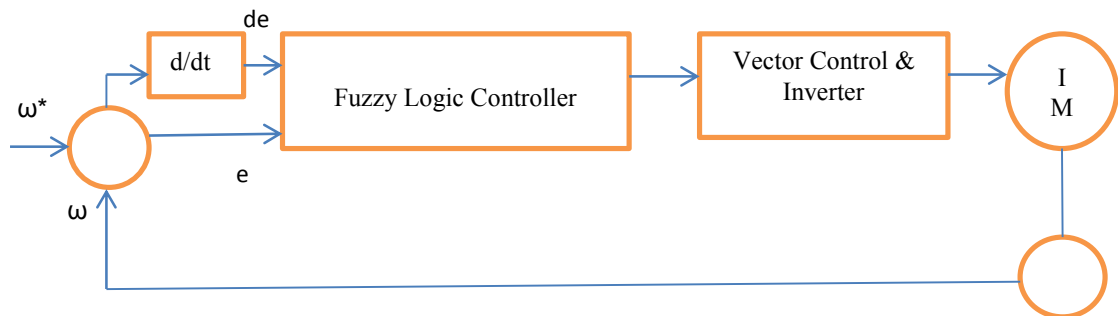 de
d/dt
Fuzzy Logic Controller
Vector Control &
Inverter
I
M
ω*
e
ω